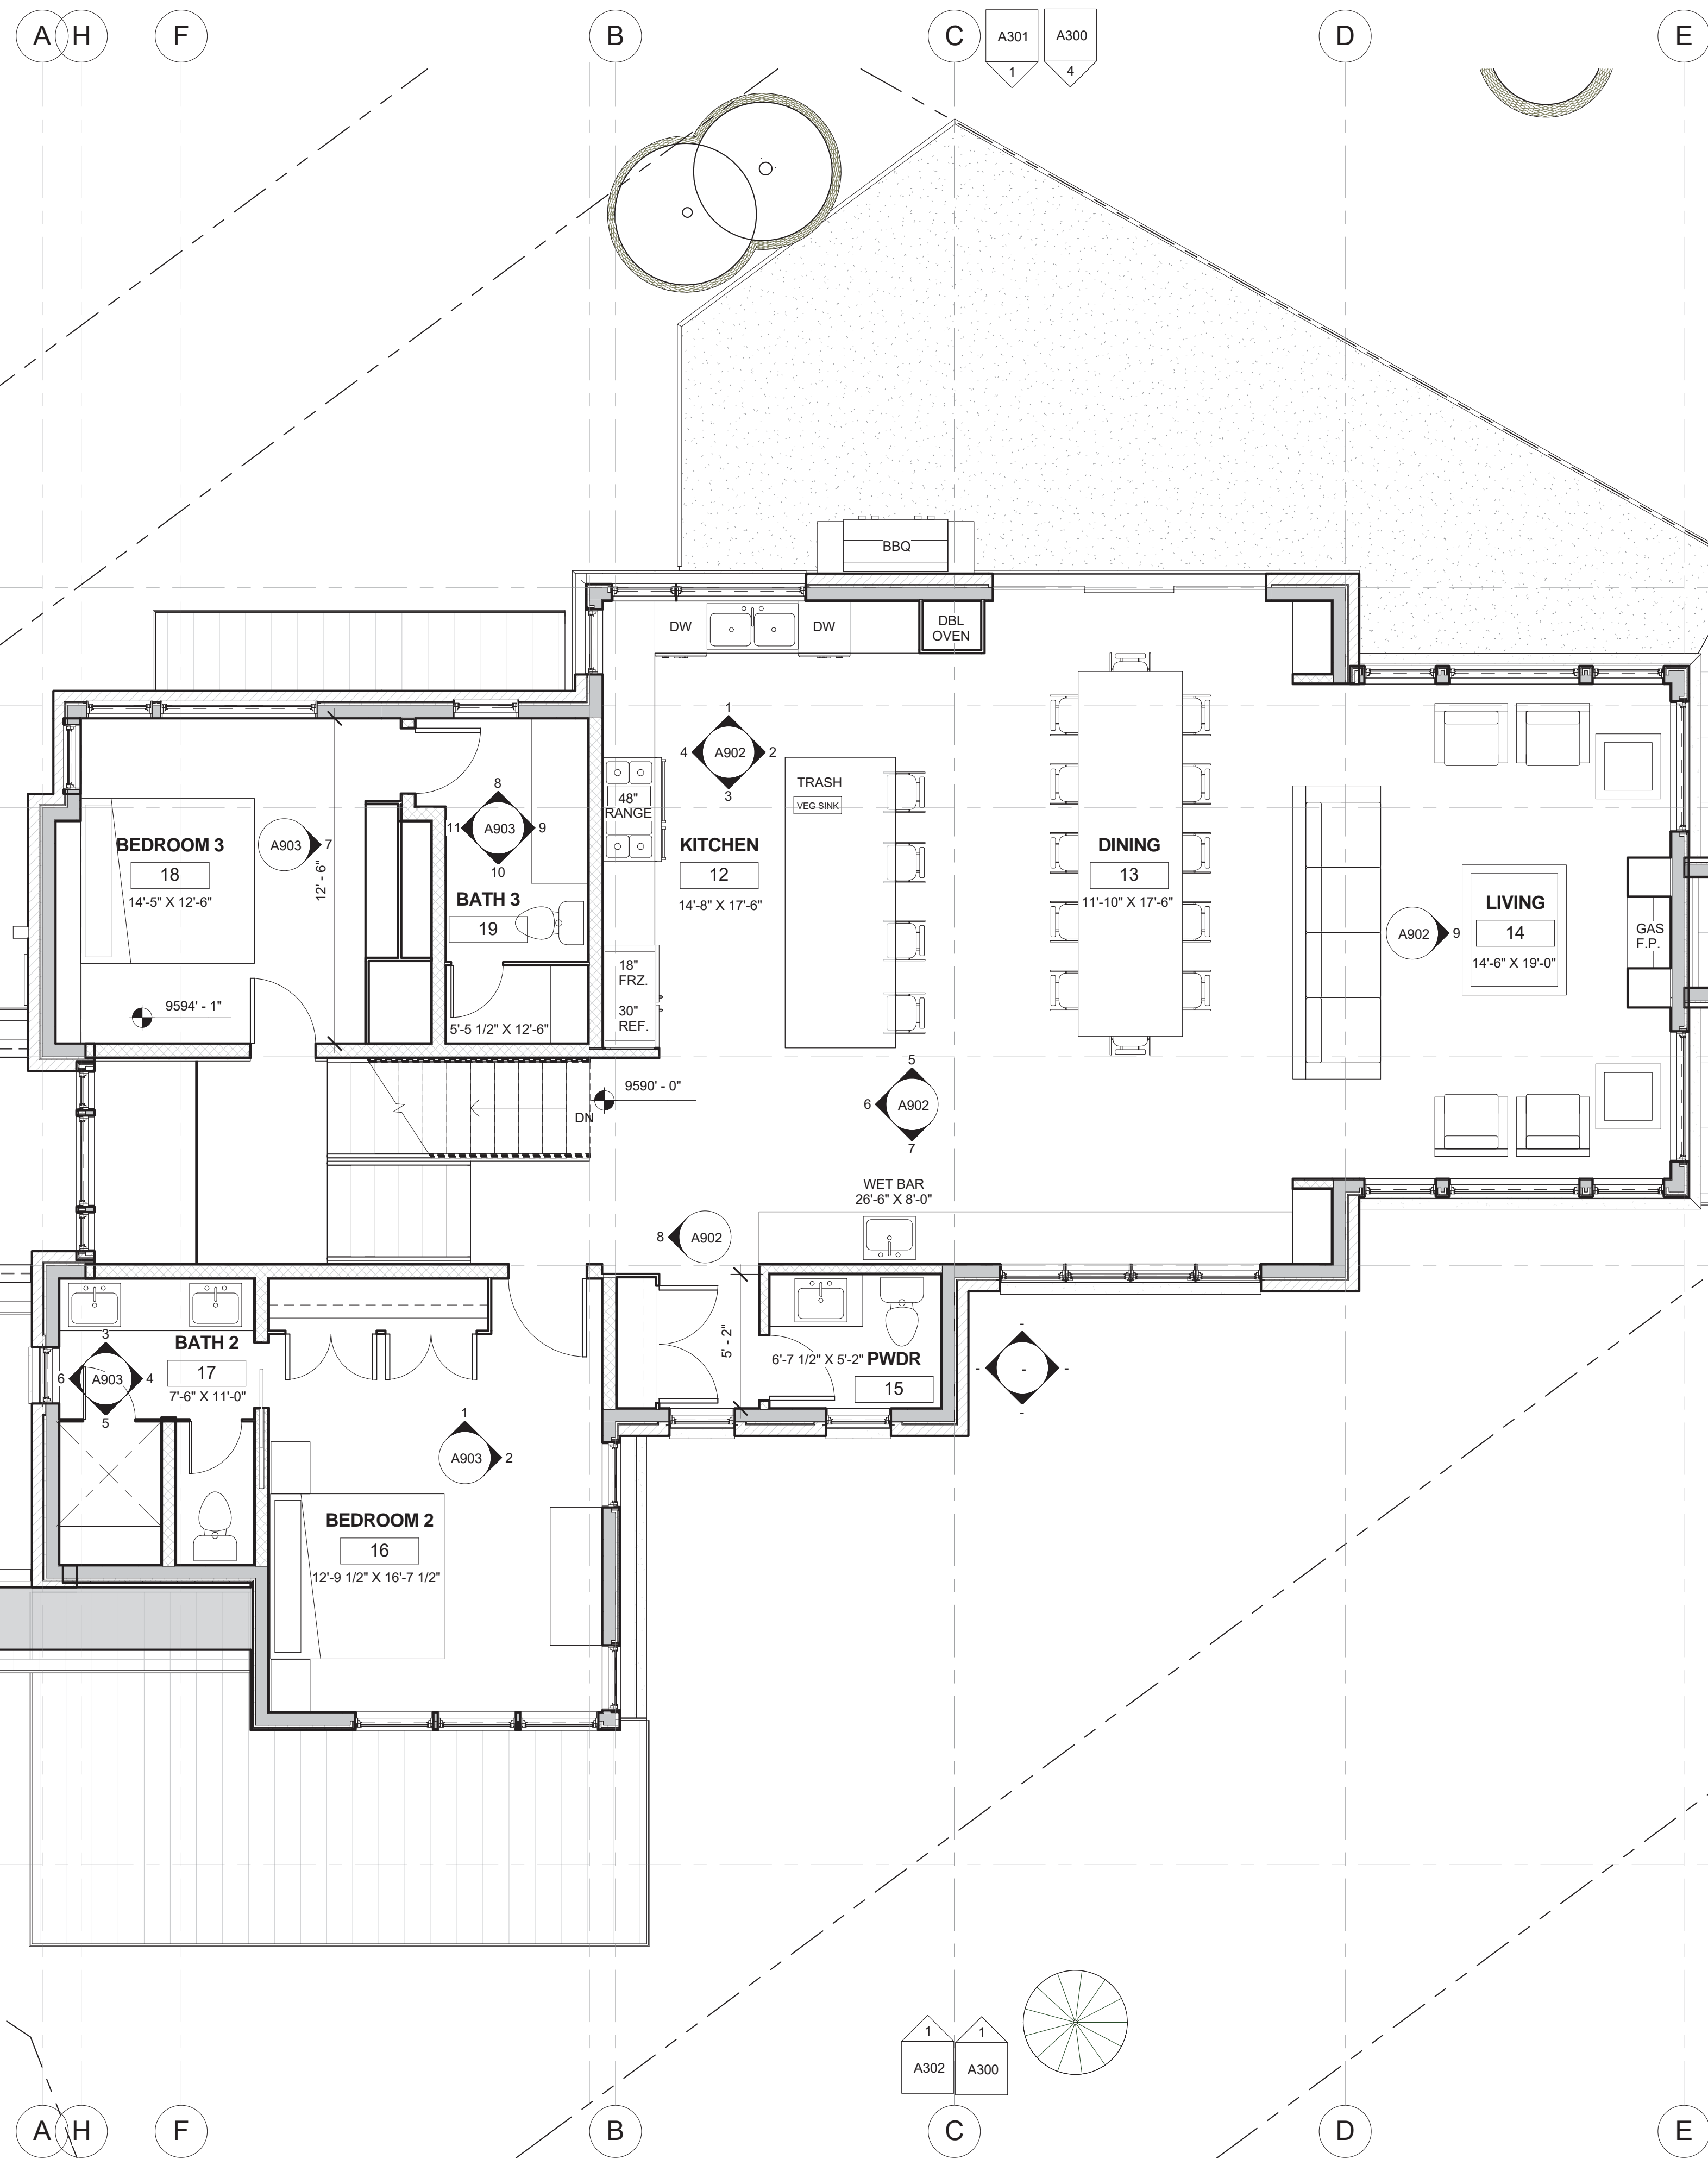 A H F B C D E
A301 A300
1 4
BBQ
DW DW DBL
OVEN
1
4 A902 2
3
TRASH
VEG SINK
48"
RANGE
8
11 A903 9
10
BEDROOM 3
18
14'-5" X 12'-6"
A903 7
12' - 6"
BATH 3
19
5'-5 1/2" X 12'-6"
KITCHEN
12
14'-8" X 17'-6"
DINING
13
11'-10" X 17'-6"
A902 9
LIVING
14
14'-6" X 19'-0"
GAS
F.P.
18"
FRZ.
30"
REF.
9594' - 1"
9590' - 0"
DN
5
6 A902
7
WET BAR
26'-6" X 8'-0"
8 A902
BATH 2
17
7'-6" X 11'-0"
3
6 A903 4
5
5' - 2"
6'-7 1/2" X 5'-2" PWDR
15
-
- - -
-
1
A903 2
BEDROOM 2
16
12'-9 1/2" X 16'-7 1/2"
1 1
A302 A300
A H F B C D E